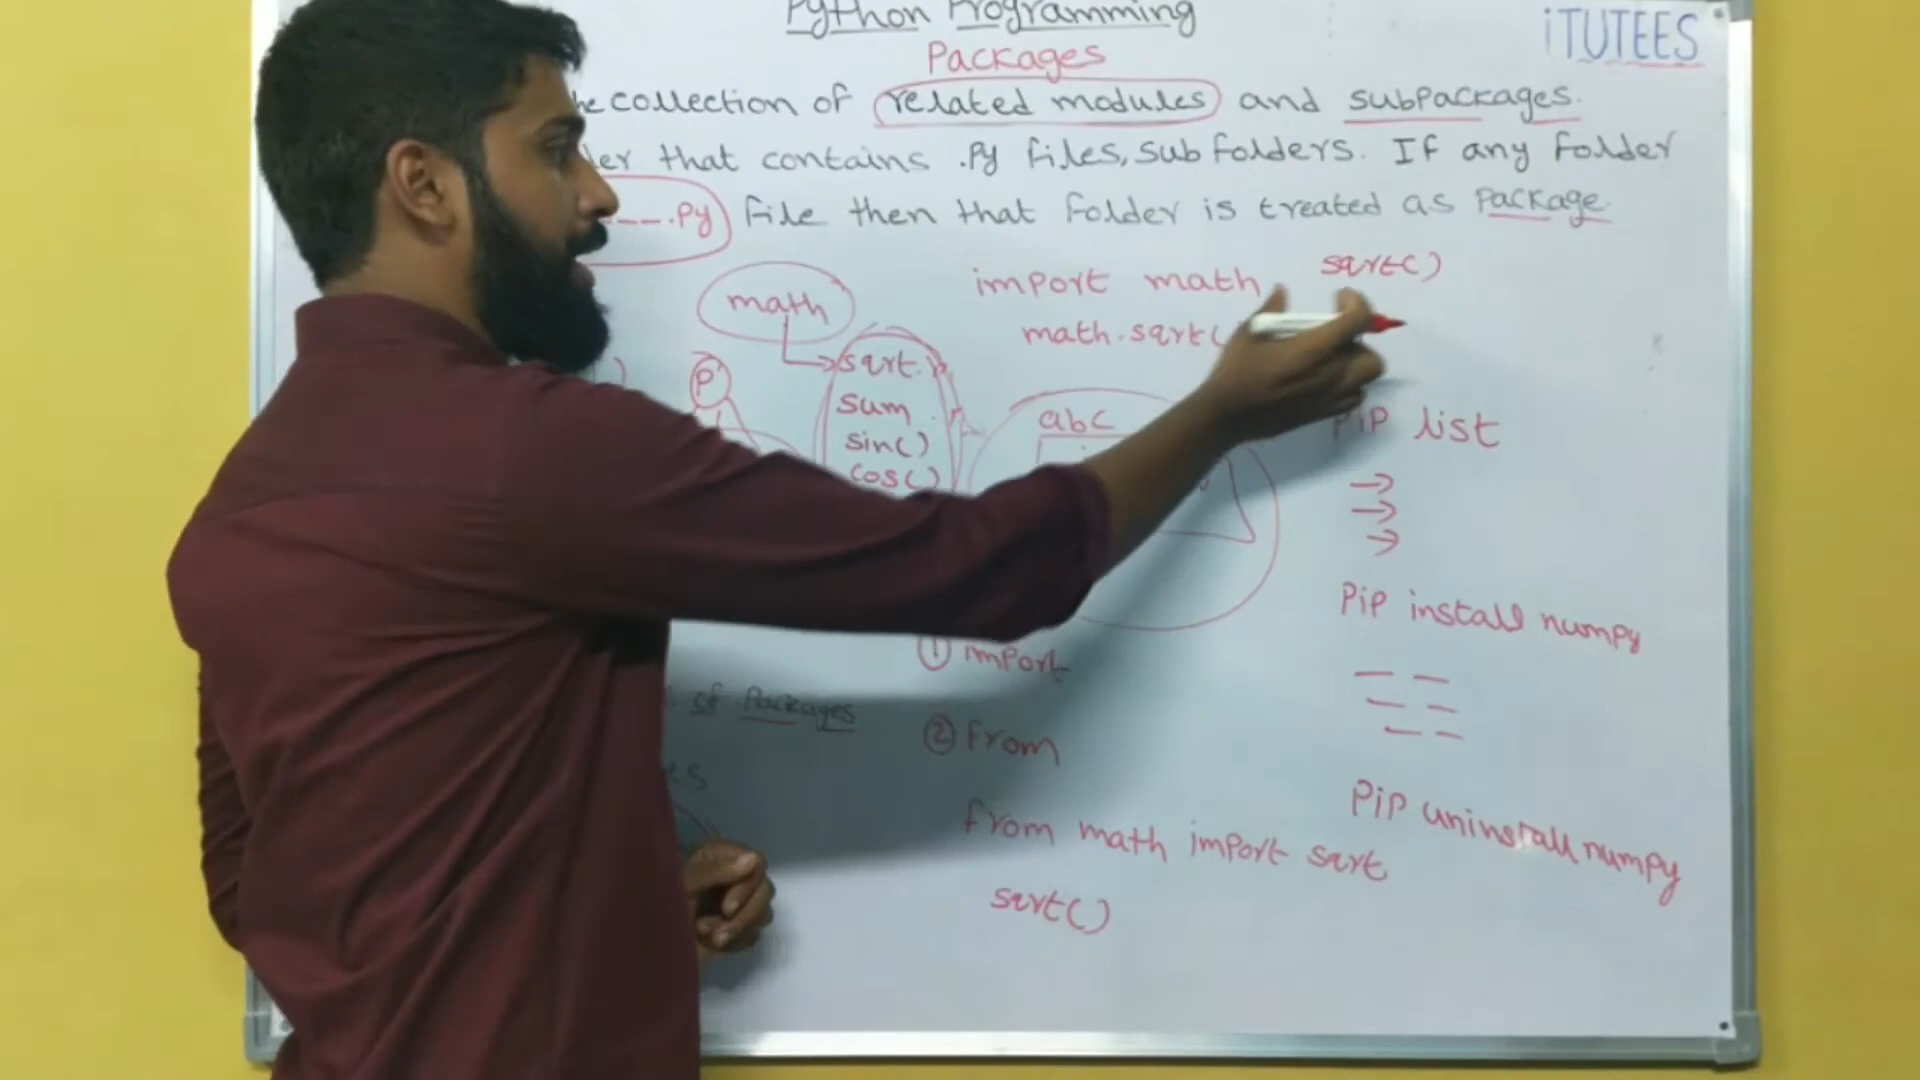 Python Programming
iTUTEES
Packages
collection of related modules and subpackages.
that contains .Py files, sub folders. If any folder
__.Py file then that folder is treated as package.
import math sqrt()
math
math.sqrt(
P
sqrt
sum
sin()
cos()
abc
PiP list
PiP install numpy
① import
of Packages
② from
PiP uninstall numpy
from math import sqrt
sqrt()